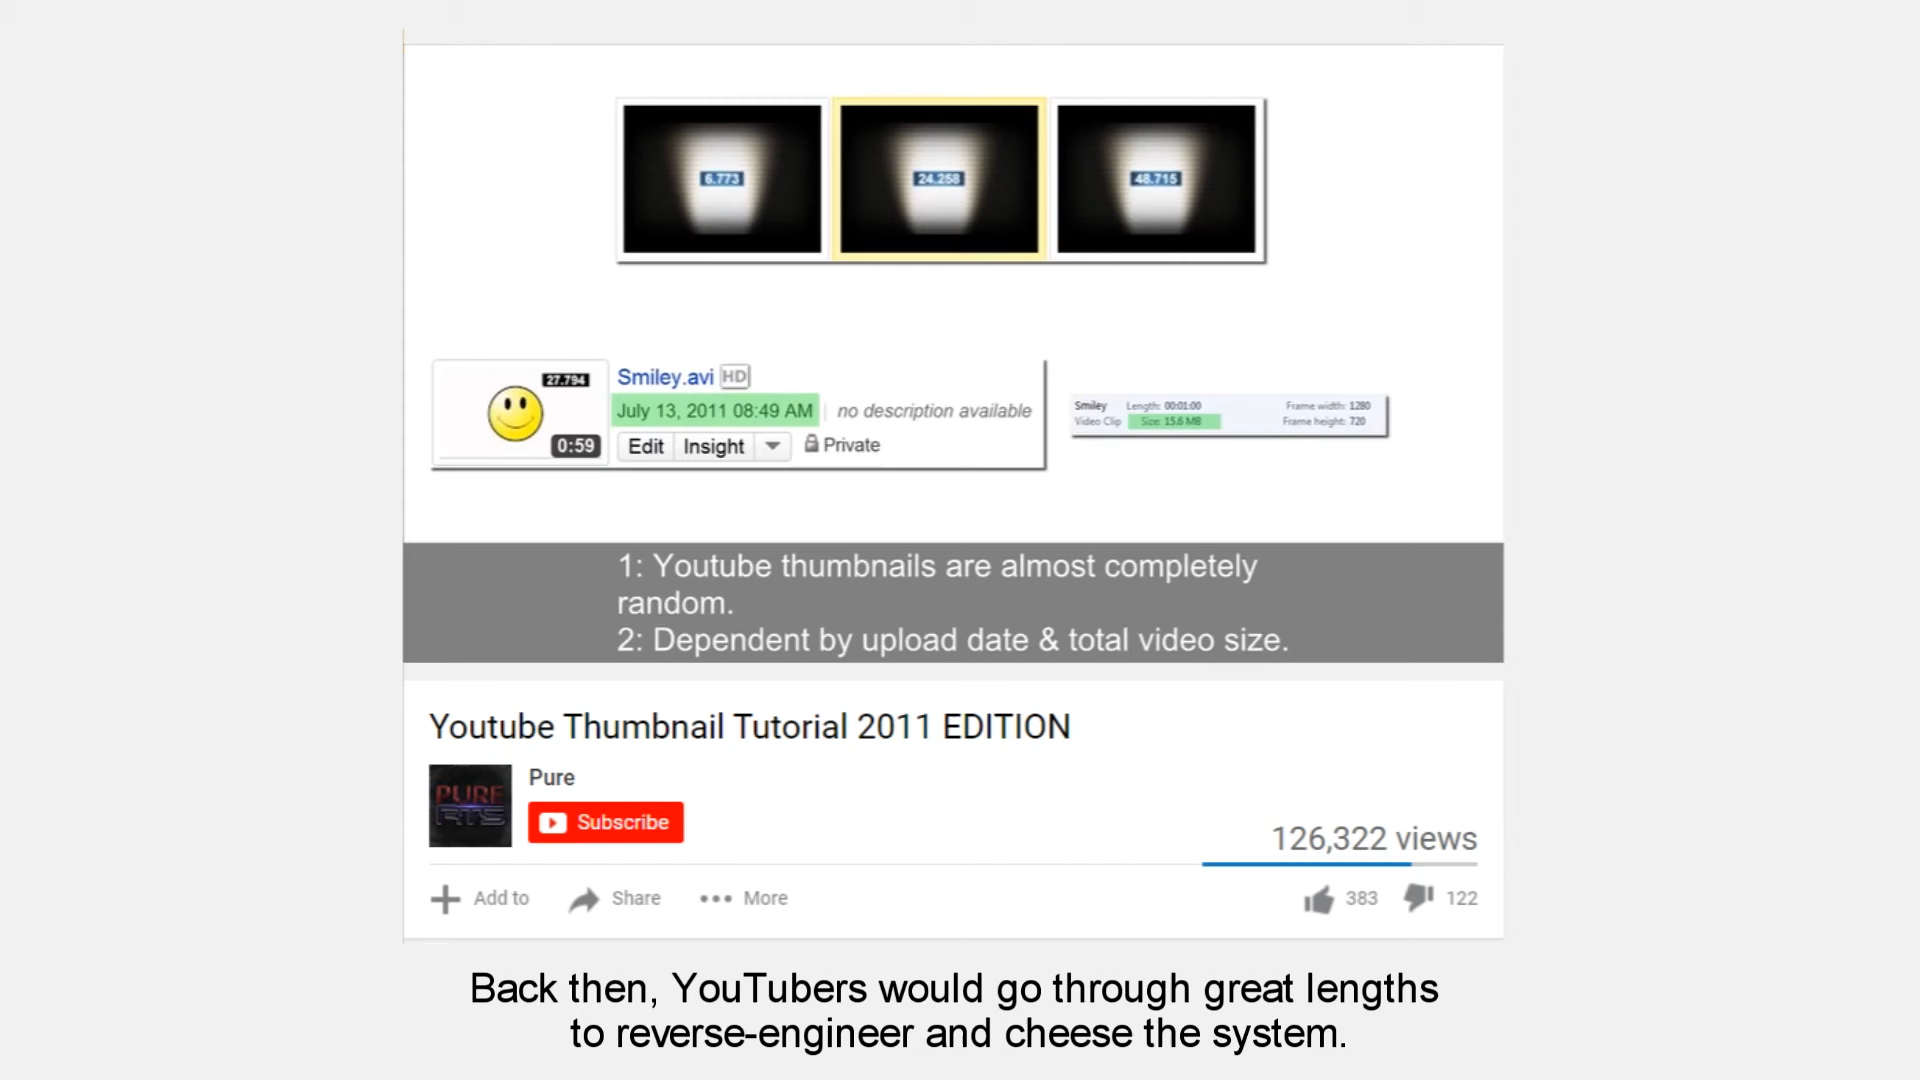 6.773
24.258
48.715
27.794
0:59
Smiley.avi HD
July 13, 2011 08:49 AM
no description available
Edit Insight
Private
Smiley Length: 00:01:00 Frame width: 1280
Video Clip Size: 15.6 MB Frame height: 720
1: Youtube thumbnails are almost completely
random.
2: Dependent by upload date & total video size.
Youtube Thumbnail Tutorial 2011 EDITION
PURE
RTS
Pure
Subscribe
126,322 views
Add to Share More
383 122
Back then, YouTubers would go through great lengths
to reverse-engineer and cheese the system.